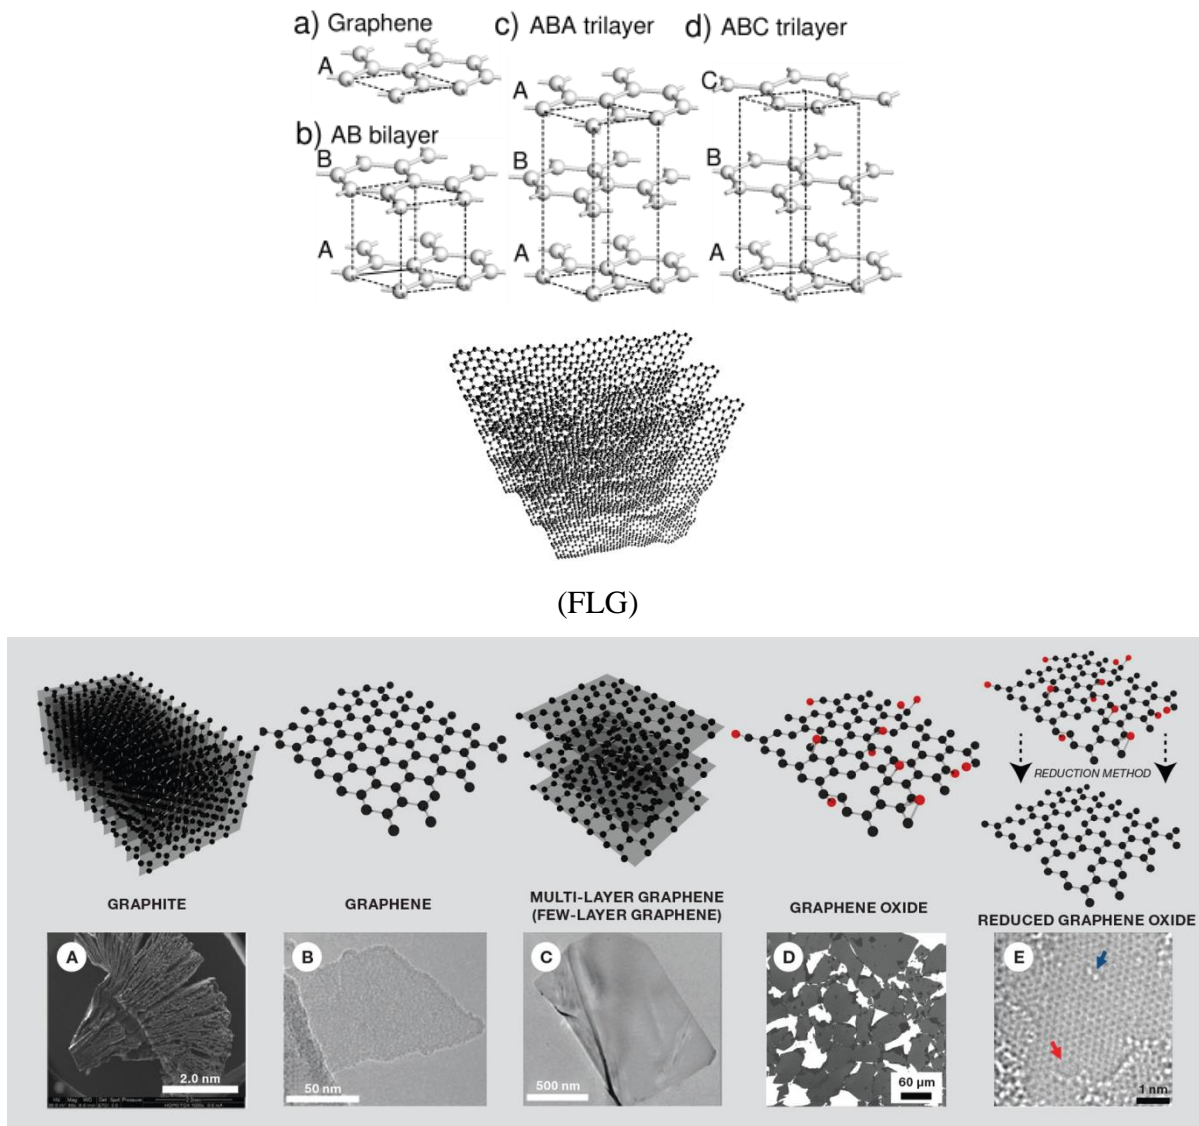 a) Graphene
A
b) AB bilayer
B
A
c) ABA trilayer
A
B
A
d) ABC trilayer
C
B
A
(FLG)
REDUCTION METHOD
GRAPHITE
GRAPHENE
MULTI-LAYER GRAPHENE
(FEW-LAYER GRAPHENE)
GRAPHENE OXIDE
REDUCED GRAPHENE OXIDE
A
2.0 nm
B
50 nm
C
500 nm
D
60 µm
E
1 nm